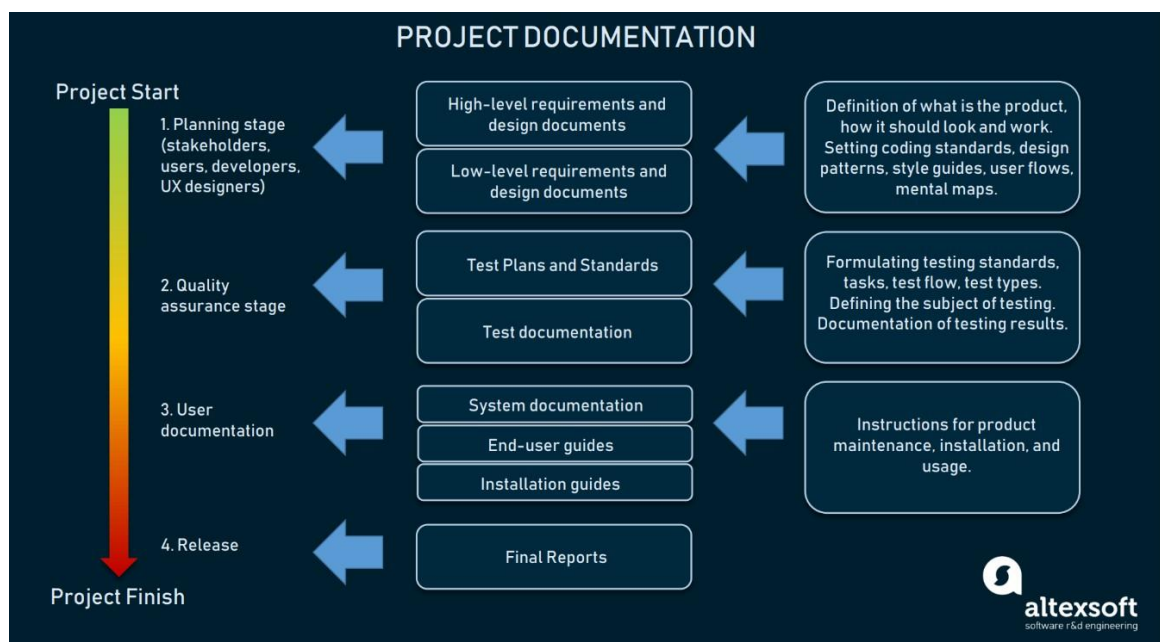 PROJECT DOCUMENTATION
Project Start
1. Planning stage
(stakeholders,
users, developers,
UX designers)
High-level requirements and
design documents
Low-level requirements and
design documents
Definition of what is the product,
how it should look and work.
Setting coding standards, design
patterns, style guides, user flows,
mental maps.
2. Quality
assurance stage
Test Plans and Standards
Test documentation
Formulating testing standards,
tasks, test flow, test types.
Defining the subject of testing.
Documentation of testing results.
3. User
documentation
System documentation
End-user guides
Installation guides
Instructions for product
maintenance, installation, and
usage.
4. Release
Final Reports
Project Finish
altexsoft
software r&d engineering